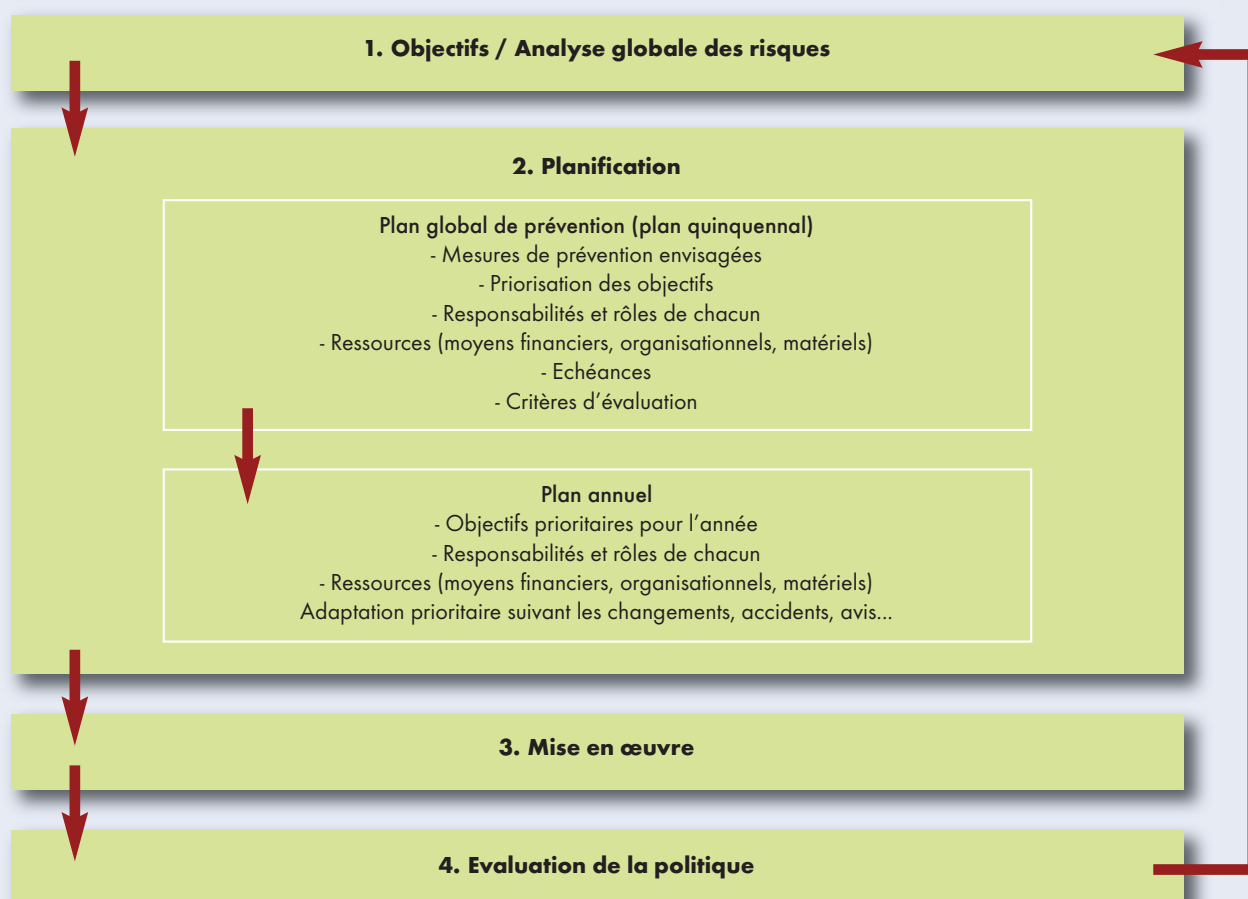 1. Objectifs / Analyse globale des risques
2. Planification
Plan global de prévention (plan quinquennal)
- Mesures de prévention envisagées
- Priorisation des objectifs
- Responsabilités et rôles de chacun
- Ressources (moyens financiers, organisationnels, matériels)
- Echéances
- Critères d’évaluation
Plan annuel
- Objectifs prioritaires pour l’année
- Responsabilités et rôles de chacun
- Ressources (moyens financiers, organisationnels, matériels)
Adaptation prioritaire suivant les changements, accidents, avis...
3. Mise en œuvre
4. Evaluation de la politique